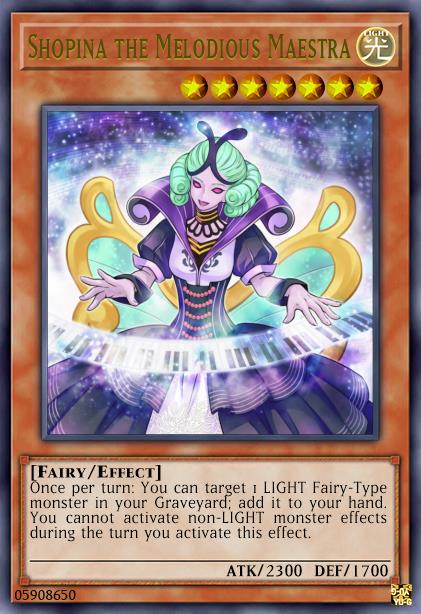 Shopina the Melodious Maestra
LIGHT
光
[Fairy/Effect]
Once per turn: You can target 1 LIGHT Fairy-Type
monster in your Graveyard; add it to your hand.
You cannot activate non-LIGHT monster effects
during the turn you activate this effect.
ATK/2300 DEF/1700
05908650